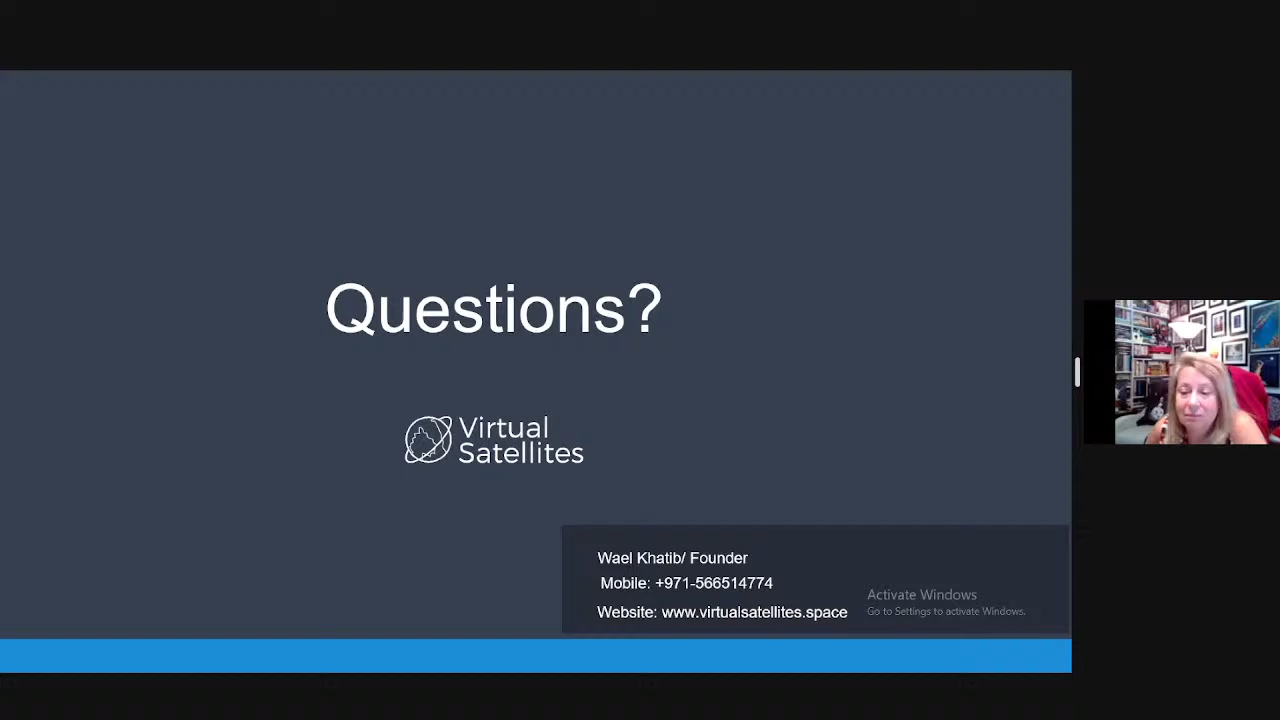 Questions?
Virtual
Satellites
Wael Khatib/ Founder
Mobile: +971-566514774
Website: www.virtualsatellites.space
Activate Windows
Go to Settings to activate Windows.